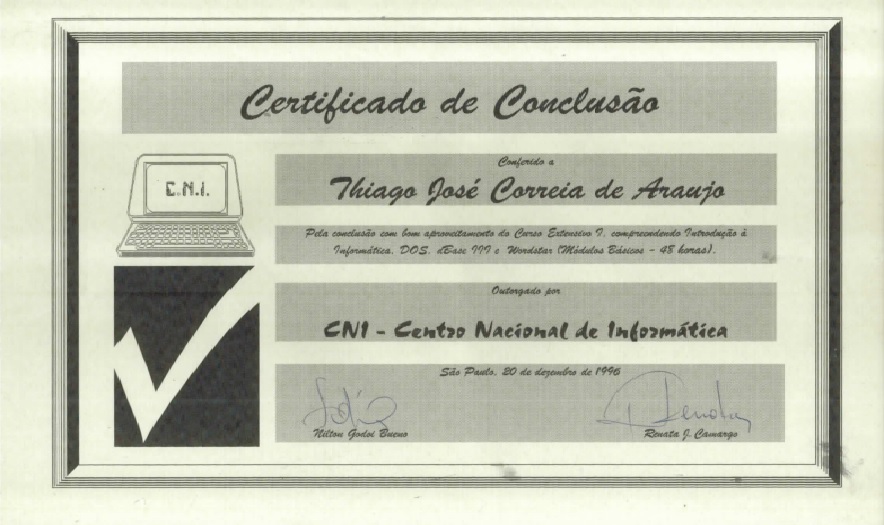 Certificado de Conclusão
C.N.I.
Conferido a
Thiago José Correia de Araujo
Pela conclusão com bom aproveitamento do Curso Extensivo I, compreendendo Introdução à
Informática, DOS, dBase III e Wordstar (Módulos Básicos - 48 horas).
Outorgado por
CNI - Centro Nacional de Informática
São Paulo, 20 de dezembro de 1996
Nilton Godoi Bueno
Renata J. Camargo